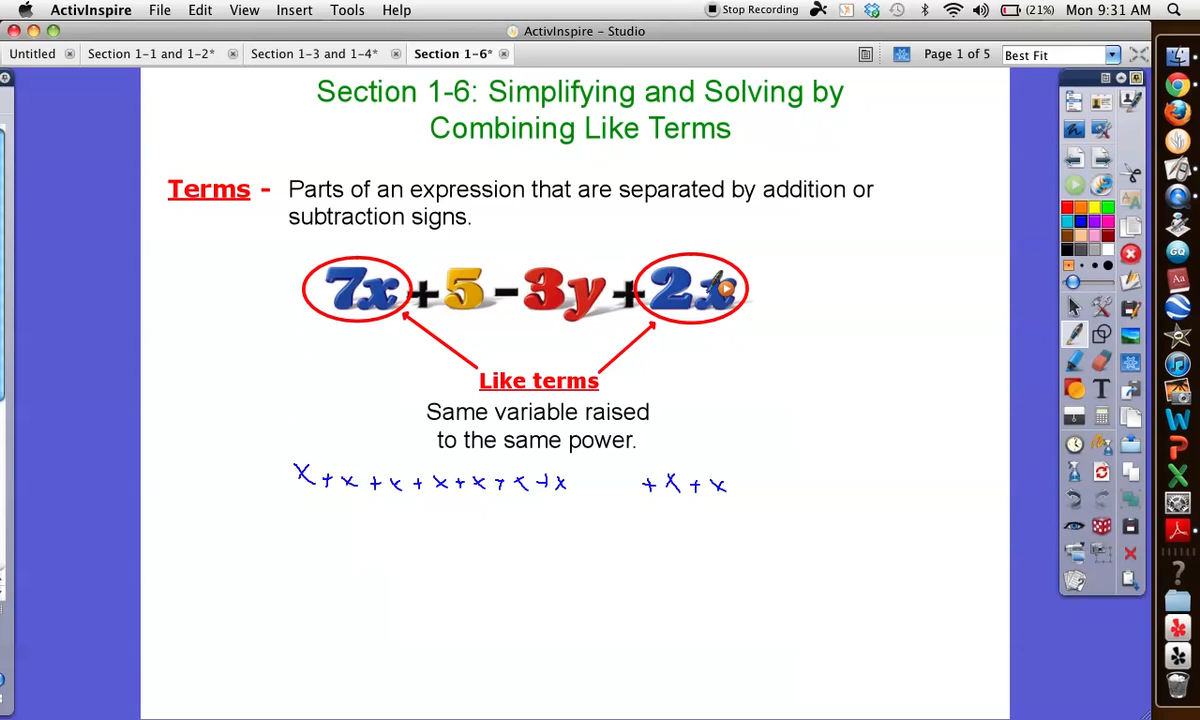 ActivInspire File Edit View Insert Tools Help Stop Recording (21%) Mon 9:31 AM
ActivInspire – Studio
Untitled Section 1-1 and 1-2* Section 1-3 and 1-4* Section 1-6* Page 1 of 5 Best Fit
Section 1-6: Simplifying and Solving by
Combining Like Terms
Terms - Parts of an expression that are separated by addition or
subtraction signs.
7x+5-3y+2x
Like terms
Same variable raised
to the same power.
x + x + x + x + x + x + x + x + x